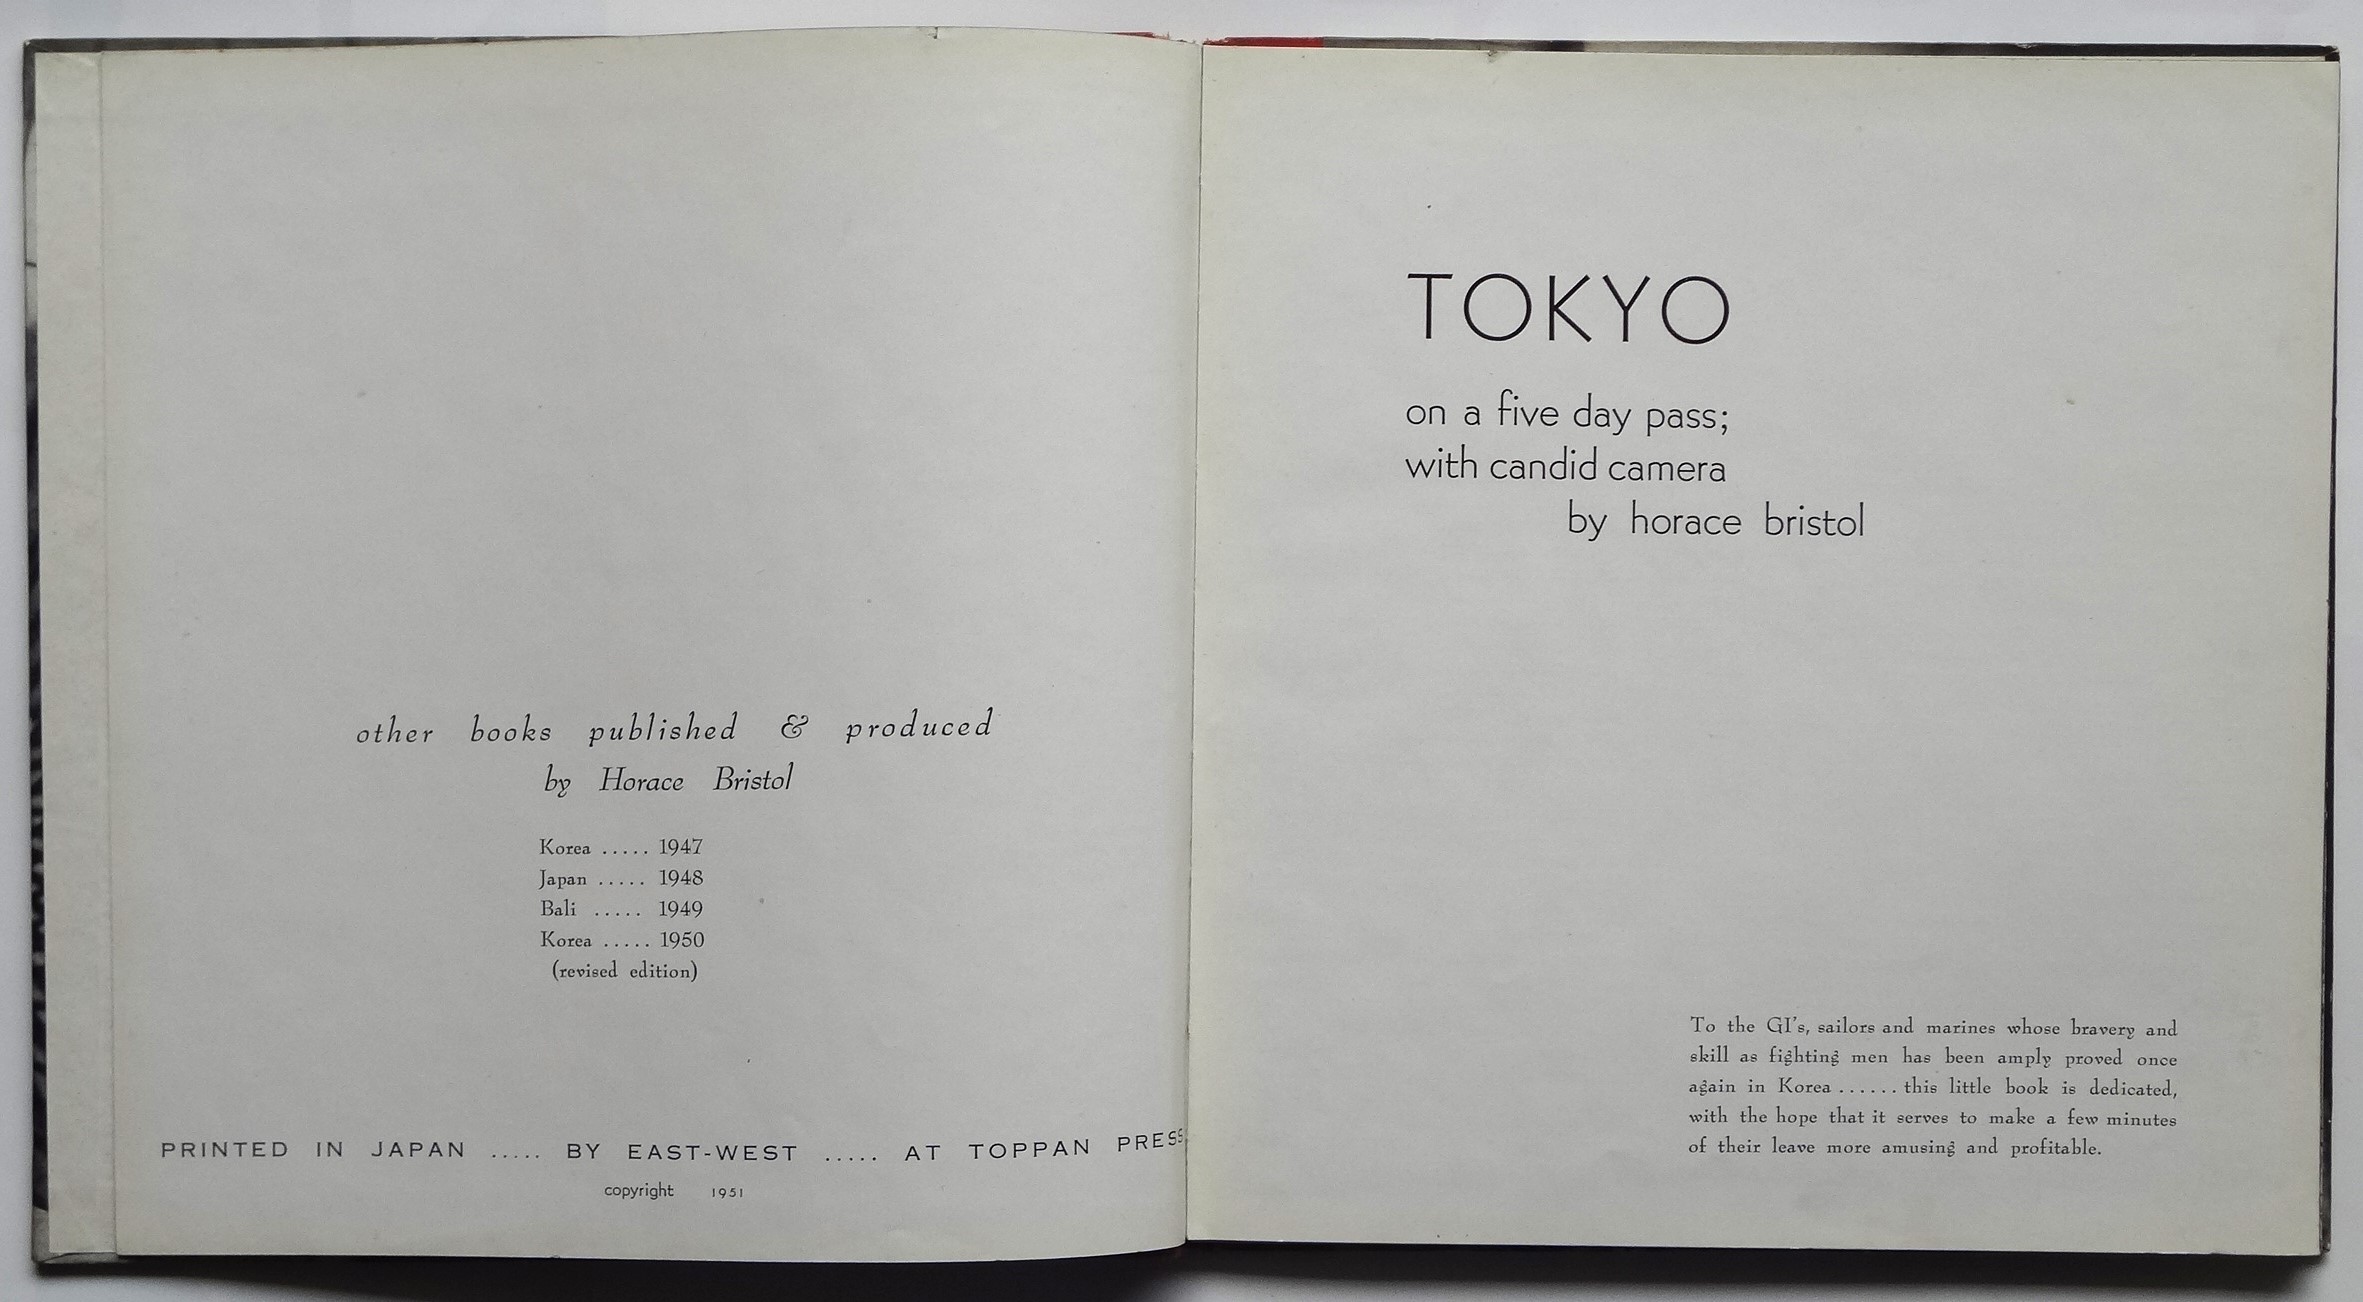 other books published & produced
by Horace Bristol
Korea ..... 1947
Japan ..... 1948
Bali ..... 1949
Korea ..... 1950
(revised edition)
PRINTED IN JAPAN ..... BY EAST-WEST ..... AT TOPPAN PRESS
copyright 1951
TOKYO
on a five day pass;
with candid camera
by horace bristol
To the GI's, sailors and marines whose bravery and
skill as fighting men has been amply proved once
again in Korea ...... this little book is dedicated,
with the hope that it serves to make a few minutes
of their leave more amusing and profitable.